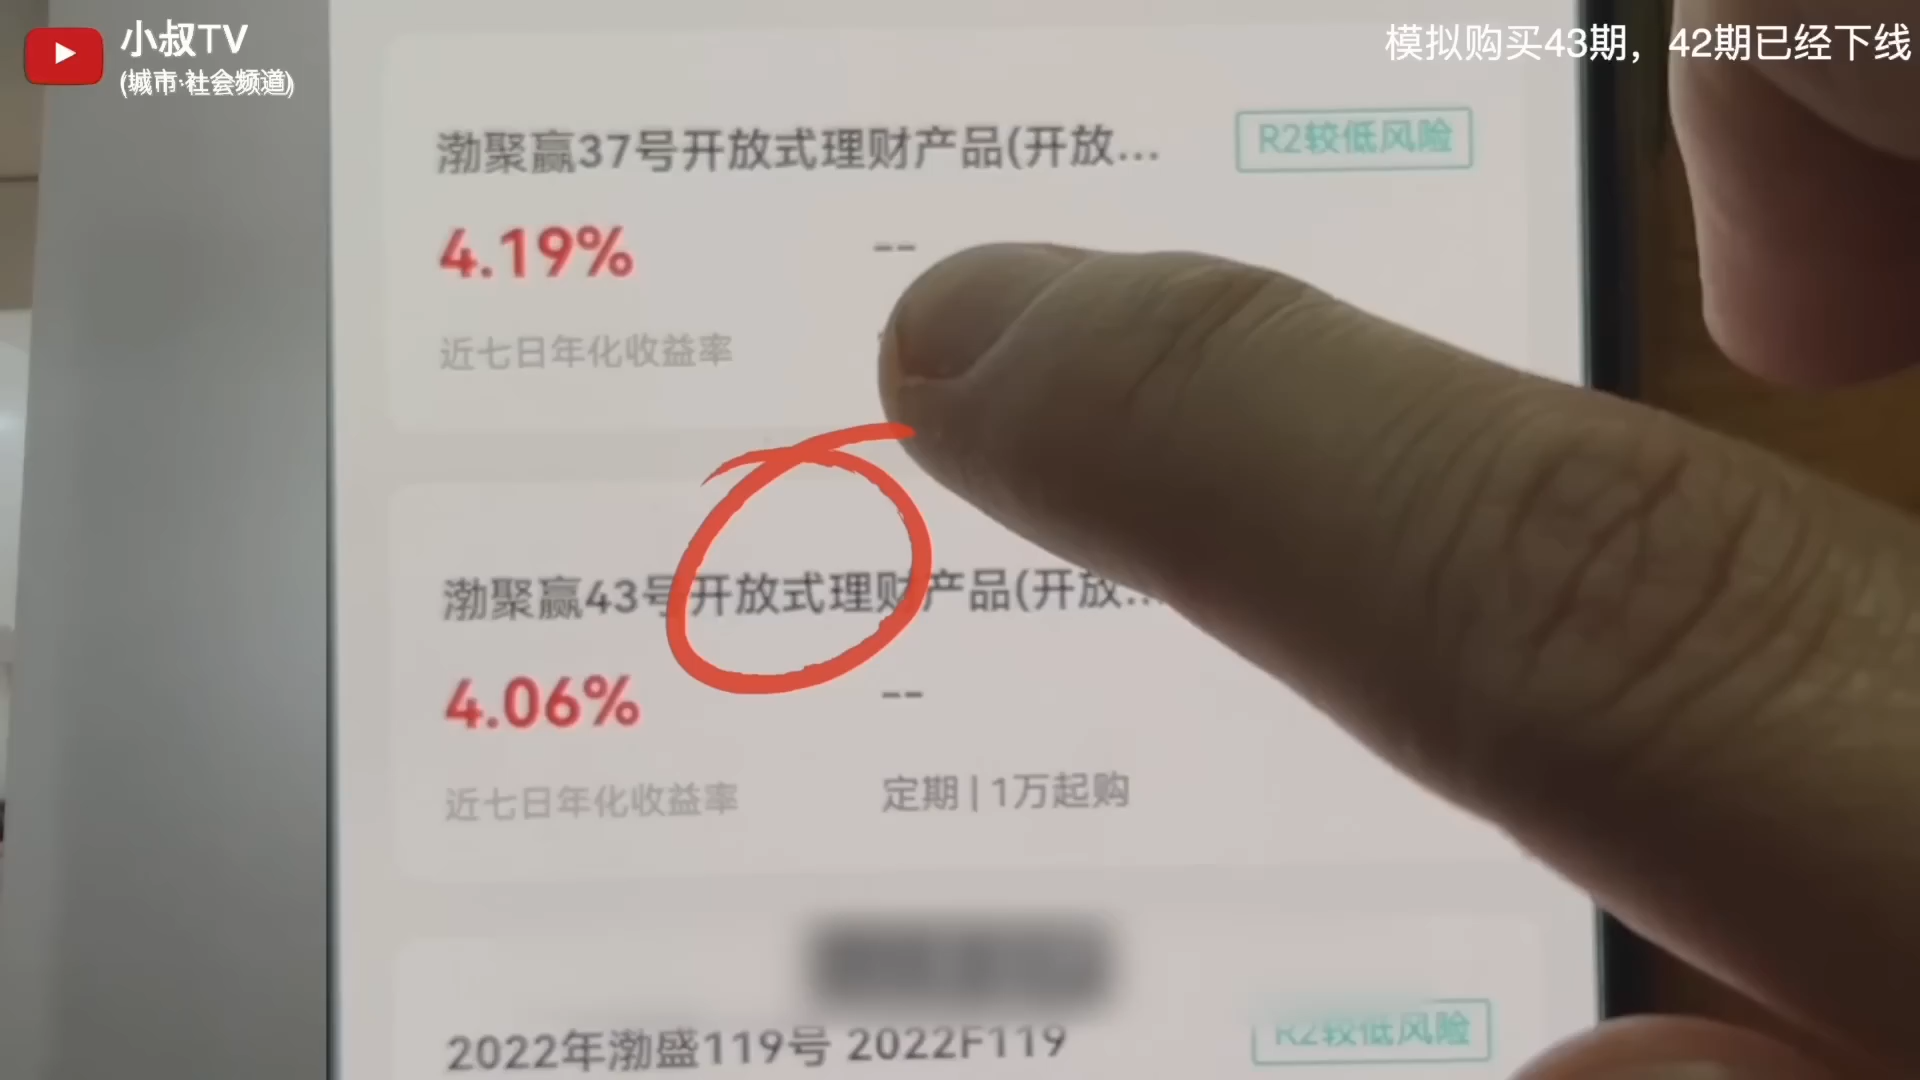 小叔TV
(城市·社会频道)
模拟购买43期，42期已经下线
渤聚赢37号开放式理财产品(开放...
R2较低风险
4.19%
--
近七日年化收益率
渤聚赢43号开放式理财产品(开放...
4.06%
--
近七日年化收益率
定期 | 1万起购
2022年渤盛119号 2022F119
R2较低风险